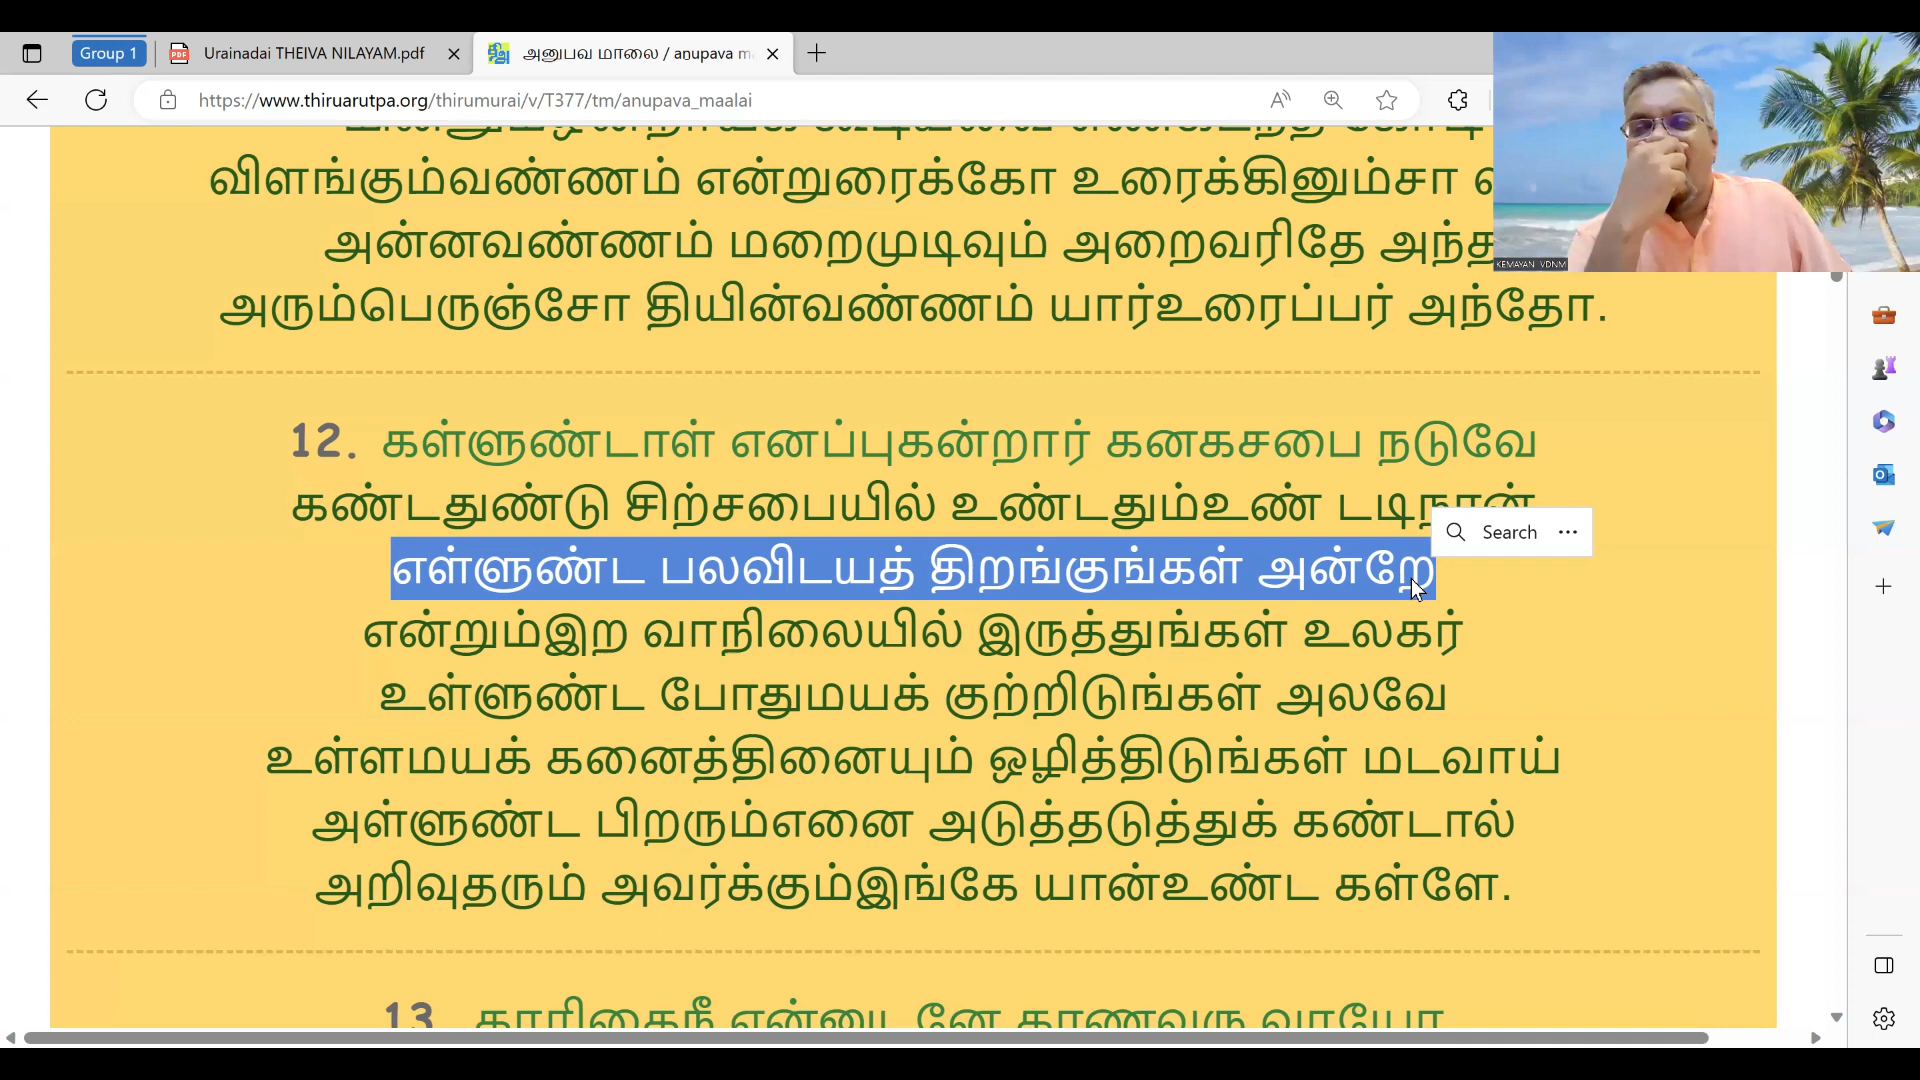 Group 1
Urainadai THEIVA NILAYAM.pdf
அனுபவ மாலை / anupava m
https://www.thiruarutpa.org/thirumurai/v/T377/tm/anupava_maalai
KEMAYAN VDNM
விளங்கும்வண்ணம் என்றுரைக்கோ உரைக்கினும்சா
அன்னவண்ணம் மறைமுடிவும் அறைவரிதே அந்த
அரும்பெருஞ்சோ தியின்வண்ணம் யார்உரைப்பர் அந்தோ.
12. கள்ளுண்டாள் எனப்புகன்றார் கனகசபை நடுவே
கண்டதுண்டு சிற்சபையில் உண்டதும்உண் டடிநான்
Search
எள்ளுண்ட பலவிடயத் திறங்குங்கள் அன்றே
என்றும்இற வாநிலையில் இருத்துங்கள் உலகர்
உள்ளுண்ட போதுமயக் குற்றிடுங்கள் அலவே
உள்ளமயக் கனைத்தினையும் ஒழித்திடுங்கள் மடவாய்
அள்ளுண்ட பிறரும்எனை அடுத்தடுத்துக் கண்டால்
அறிவுதரும் அவர்க்கும்இங்கே யான்உண்ட கள்ளே.
13. காரிகைநீ என்னுட னே காணவரு வாயோ